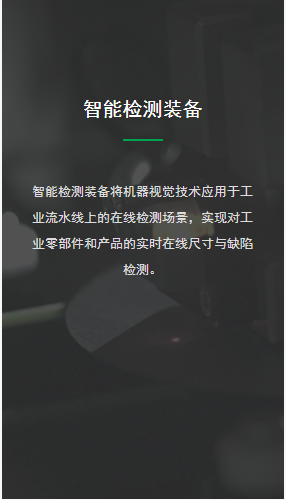 智能检测装备
智能检测装备将机器视觉技术应用于工
业流水线上的在线检测场景，实现对工
业零部件和产品的实时在线尺寸与缺陷
检测。